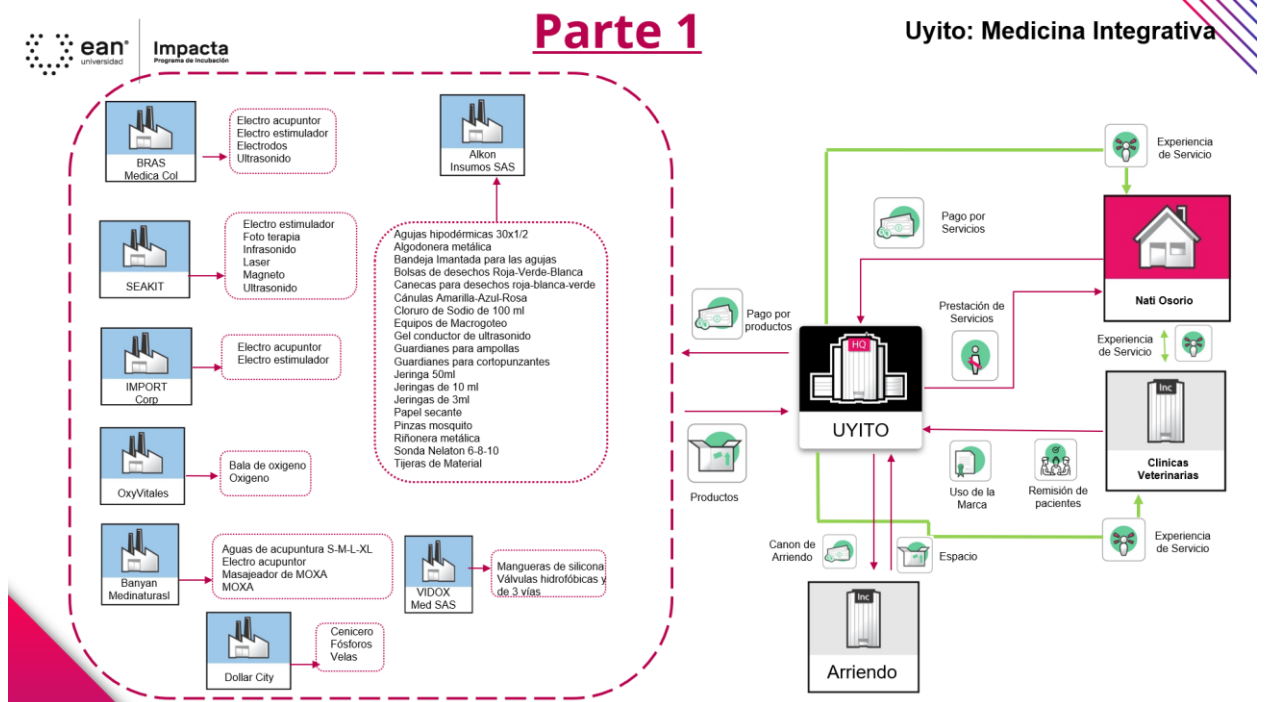 Parte 1
Uyito: Medicina Integrativa
ean®
universidad
Impacta
Programa de Incubación
BRAS
Medica Col
Electro acupuntor
Electro estimulador
Electrodos
Ultrasonido
Alkon
Insumos SAS
SEAKIT
Electro estimulador
Foto terapia
Infrasonido
Laser
Magneto
Ultrasonido
Agujas hipodérmicas 30x1/2
Algodonera metálica
Bandeja Imantada para las agujas
Bolsas de desechos Roja-Verde-Blanca
Canecas para desechos roja-blanca-verde
Cánulas Amarilla-Azul-Rosa
Cloruro de Sodio de 100 ml
Equipos de Macrogoteo
Gel conductor de ultrasonido
Guardianes para ampollas
Guardianes para cortopunzantes
Jeringa 50ml
Jeringas de 10 ml
Jeringas de 3ml
Papel secante
Pinzas mosquito
Riñonera metálica
Sonda Nelaton 6-8-10
Tijeras de Material
IMPORT
Corp
Electro acupuntor
Electro estimulador
OxyVitales
Bala de oxigeno
Oxigeno
Banyan
Medinaturasl
Aguas de acupuntura S-M-L-XL
Electro acupuntor
Masajeador de MOXA
MOXA
VIDOX
Med SAS
Mangueras de silicona
Válvulas hidrofóbicas y
de 3 vías
Dollar City
Cenicero
Fósforos
Velas
Pago por
productos
Productos
HQ
UYITO
Experiencia
de Servicio
Pago por
Servicios
Nati Osorio
Prestación de
Servicios
Experiencia
de Servicio
Inc
Clinicas
Veterinarias
Uso de la
Marca
Remisión de
pacientes
Experiencia
de Servicio
Canon de
Arriendo
Espacio
Inc
Arriendo